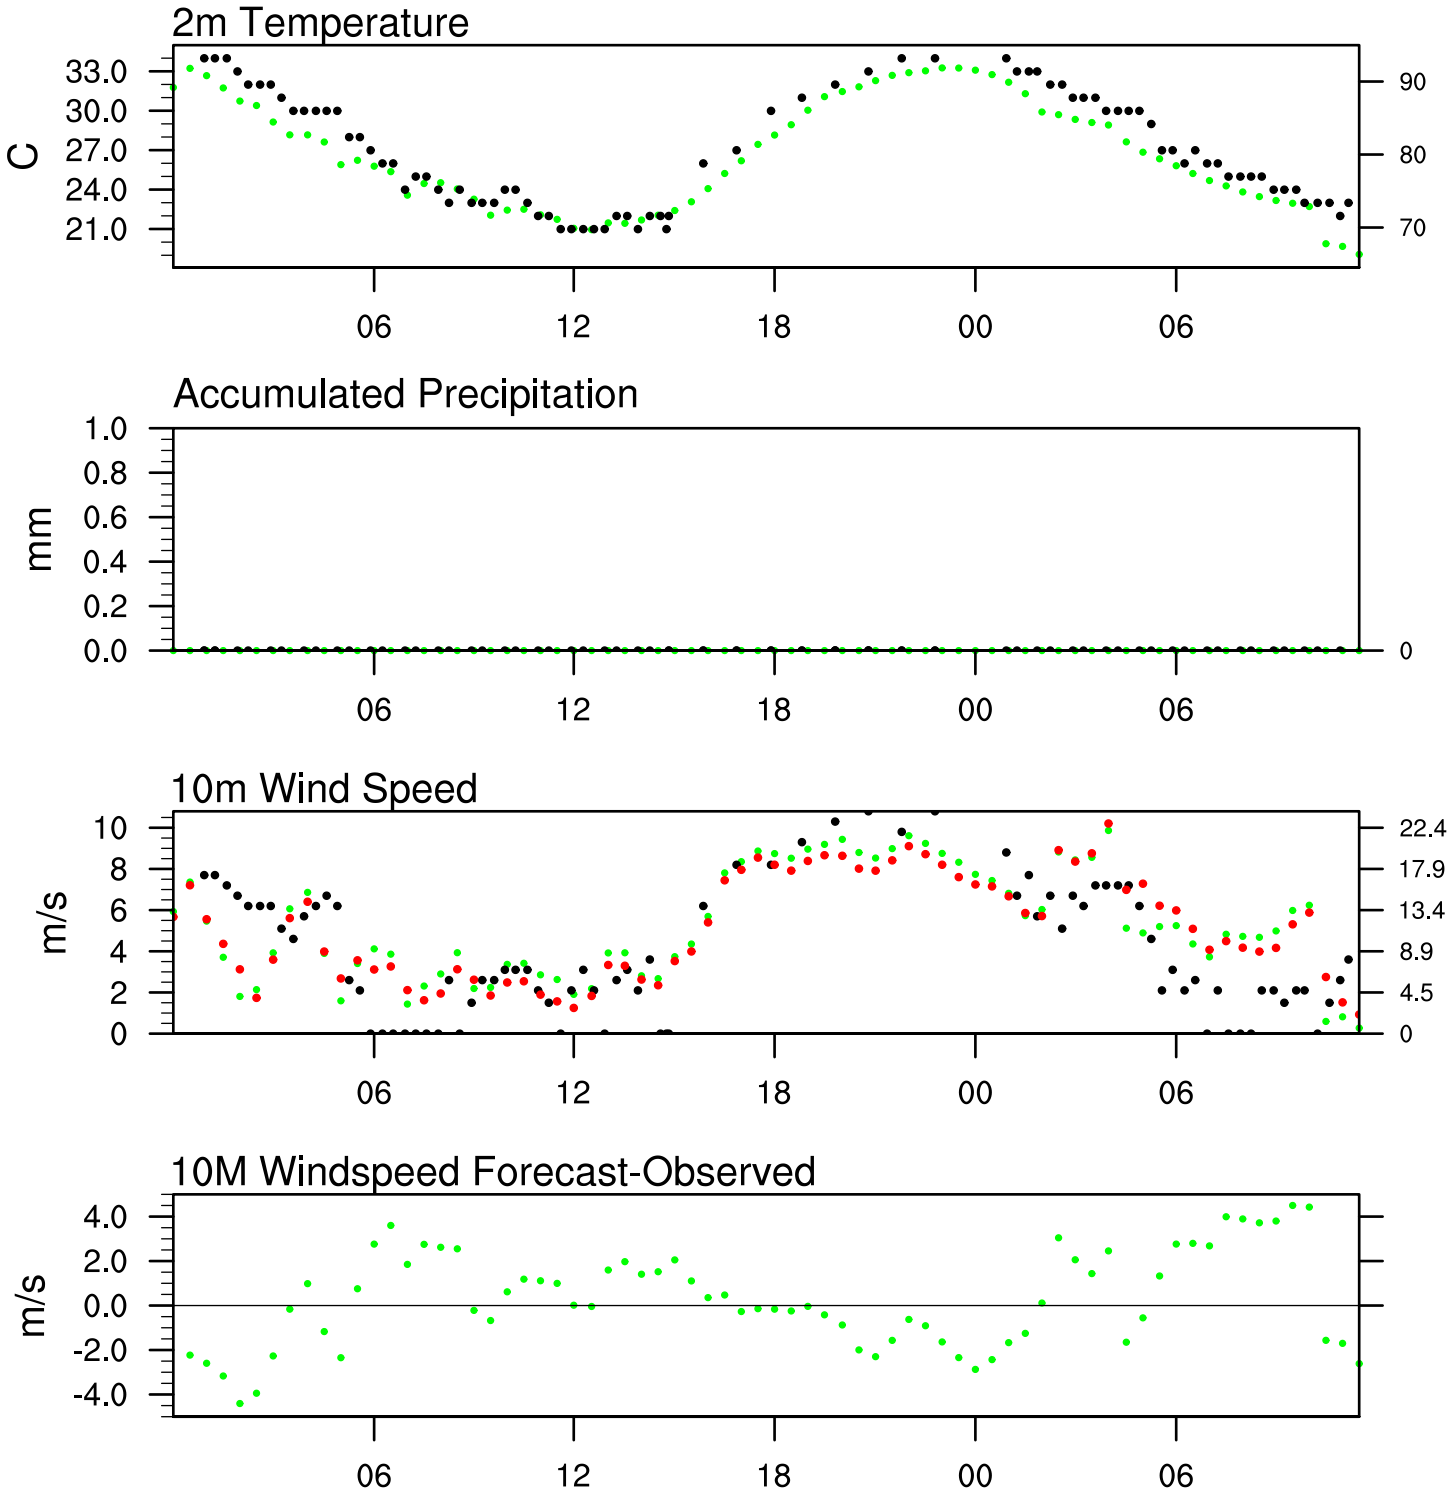 2m Temperature
33.0
30.0
27.0
24.0
21.0
C
90
80
70
06 12 18 00 06
Accumulated Precipitation
1.0
0.8
0.6
0.4
0.2
0.0
mm
0
06 12 18 00 06
10m Wind Speed
10
8
6
4
2
0
m/s
22.4
17.9
13.4
8.9
4.5
0
06 12 18 00 06
10M Windspeed Forecast-Observed
4.0
2.0
0.0
-2.0
-4.0
m/s
06 12 18 00 06